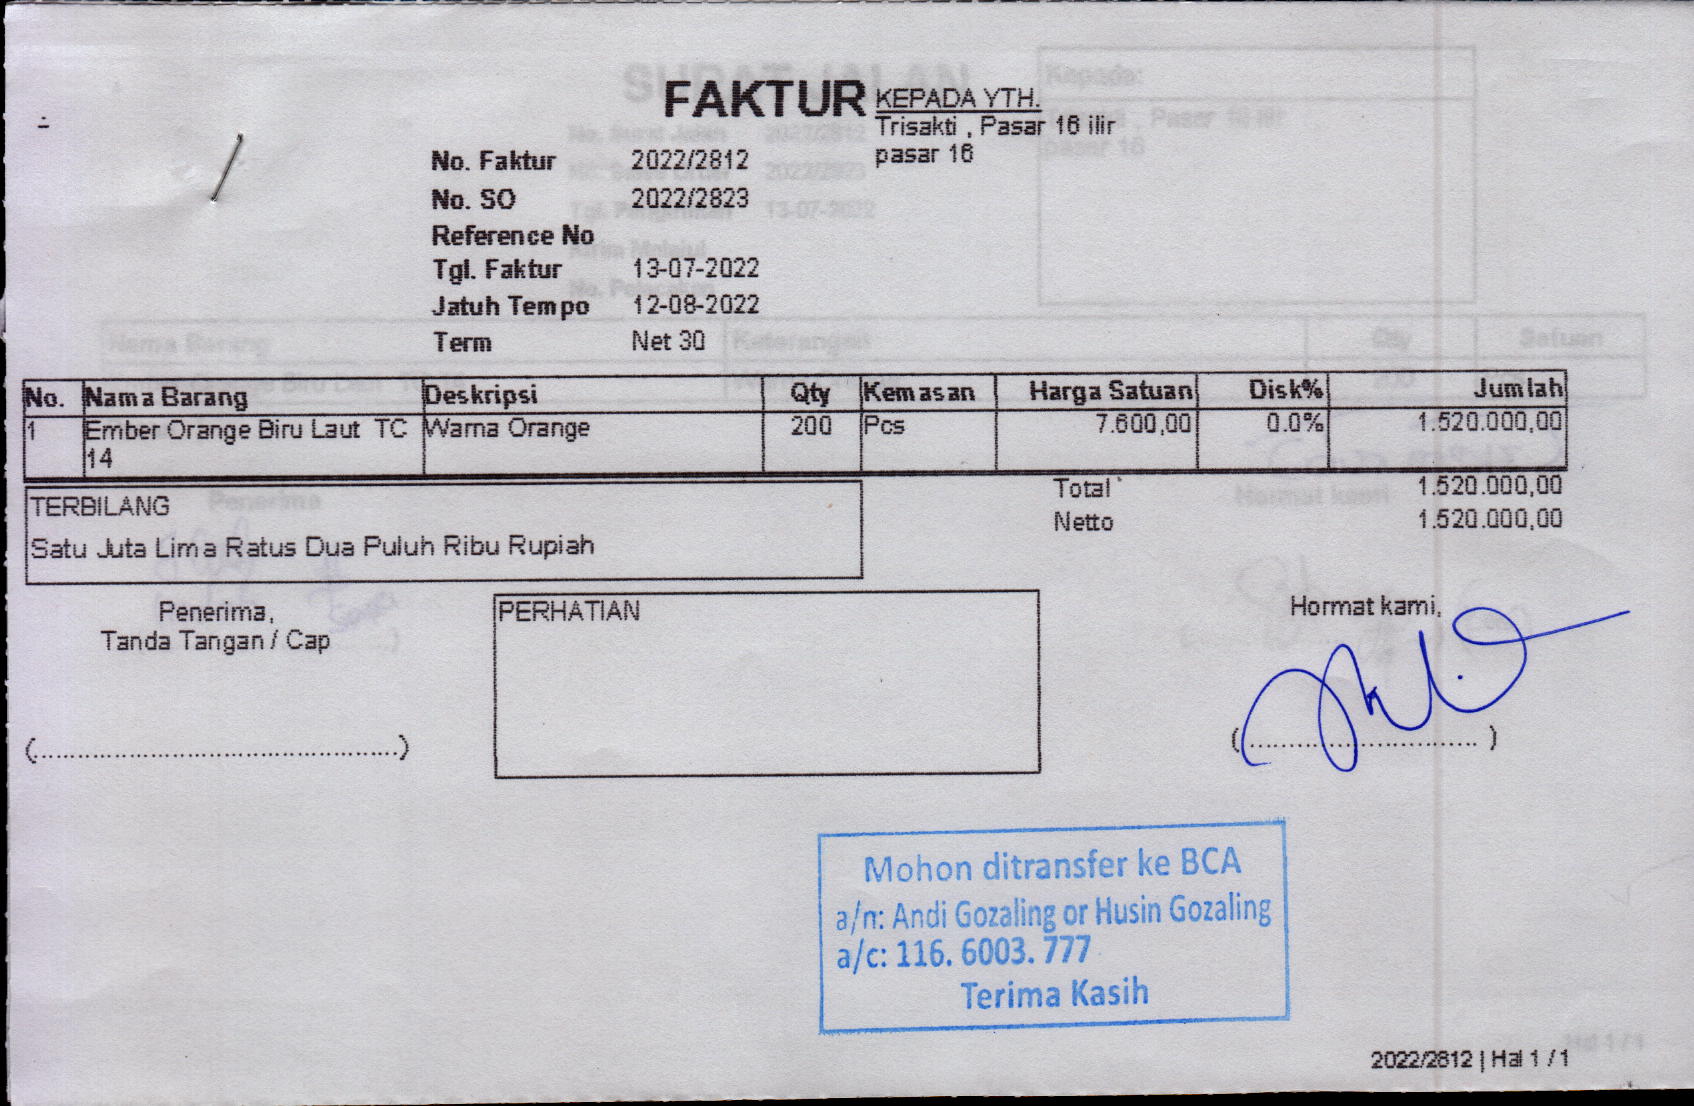 FAKTUR
KEPADA YTH.
Trisakti , Pasar 16 ilir
pasar 16
No. Faktur 2022/2812
No. SO 2022/2823
Reference No
Tgl. Faktur 13-07-2022
Jatuh Tempo 12-08-2022
Term Net 30
No. Nama Barang Deskripsi Qty Kemasan Harga Satuan Disk% Jumlah
1 Ember Orange Biru Laut TC Warna Orange 200 Pcs 7.600,00 0.0% 1.520.000,00
14
Total 1.520.000,00
Netto 1.520.000,00
TERBILANG
Satu Juta Lima Ratus Dua Puluh Ribu Rupiah
Penerima,
Tanda Tangan / Cap
PERHATIAN
Hormat kami,
(..............................................)
(.............................. )
Mohon ditransfer ke BCA
a/n: Andi Gozaling or Husin Gozaling
a/c: 116. 6003. 777
Terima Kasih
2022/2812 | Hal 1 / 1